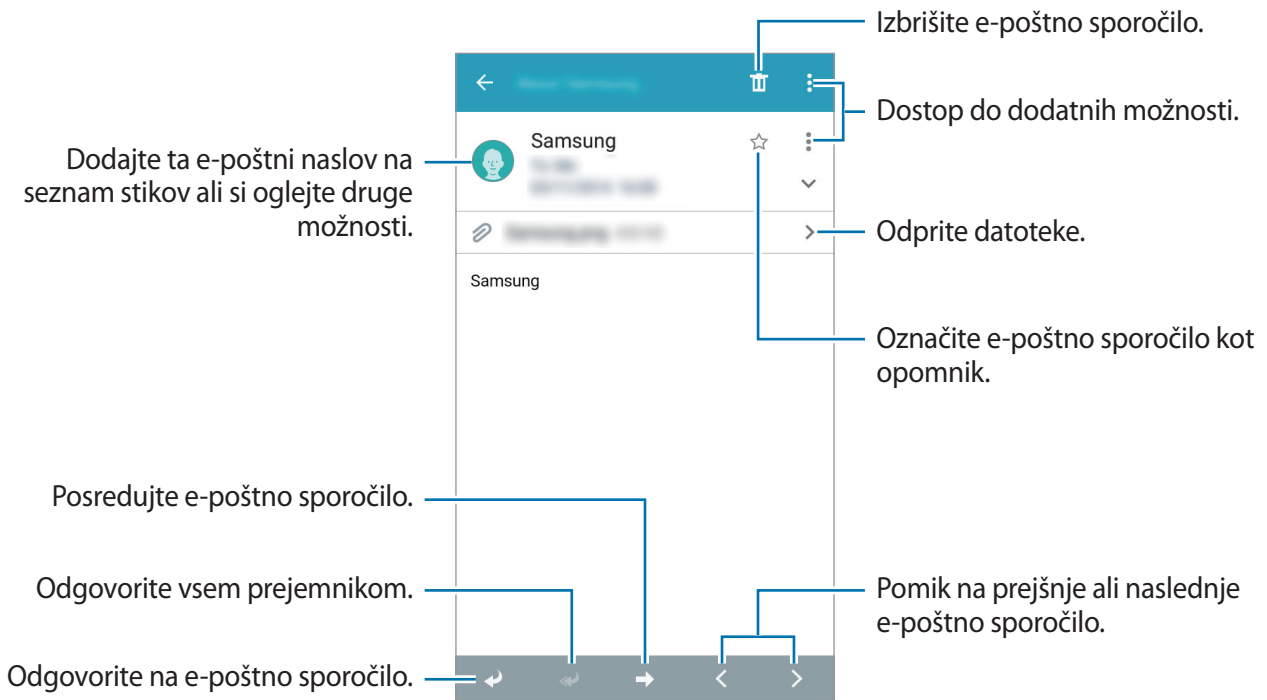 Izbrišite e-poštno sporočilo.
Dostop do dodatnih možnosti.
Samsung
Dodajte ta e-poštni naslov na
seznam stikov ali si oglejte druge
možnosti.
Odprite datoteke.
Samsung
Označite e-poštno sporočilo kot
opomnik.
Posredujte e-poštno sporočilo.
Odgovorite vsem prejemnikom.
Pomik na prejšnje ali naslednje
e-poštno sporočilo.
Odgovorite na e-poštno sporočilo.